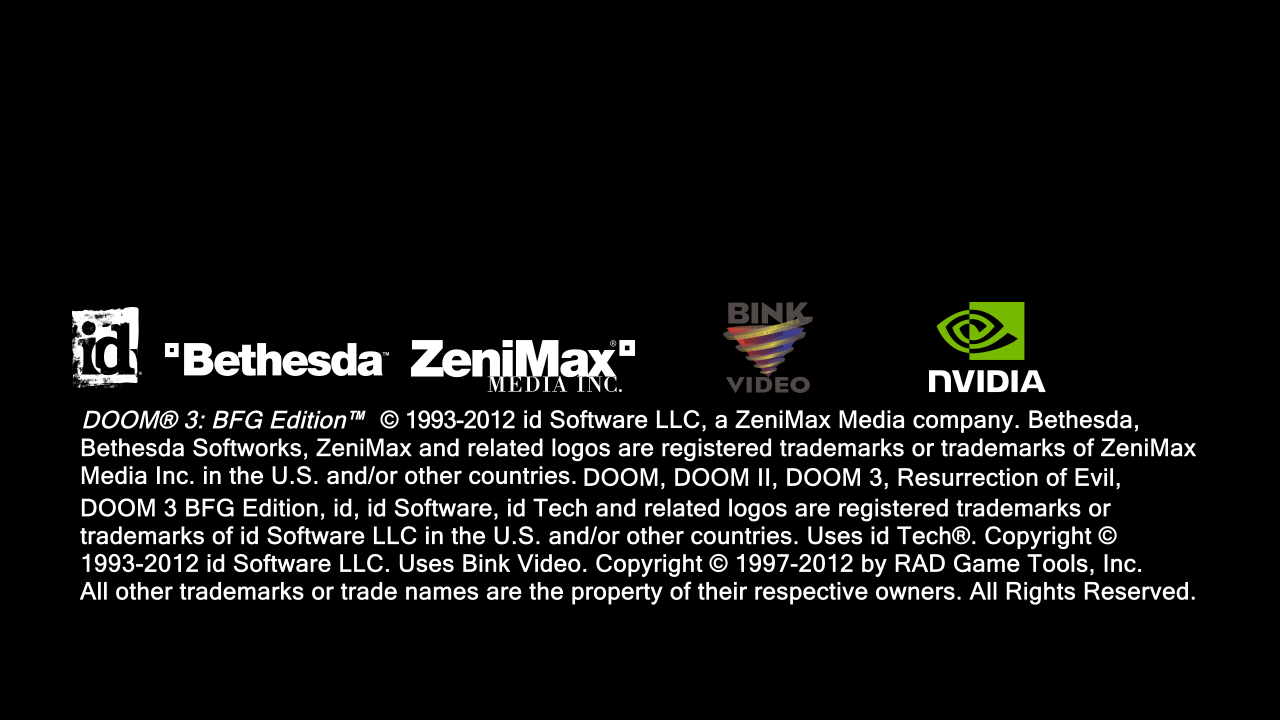 id
Bethesda™
ZeniMax®
MEDIA INC.
BINK
VIDEO
NVIDIA
DOOM® 3: BFG Edition™ © 1993-2012 id Software LLC, a ZeniMax Media company. Bethesda,
Bethesda Softworks, ZeniMax and related logos are registered trademarks or trademarks of ZeniMax
Media Inc. in the U.S. and/or other countries. DOOM, DOOM II, DOOM 3, Resurrection of Evil,
DOOM 3 BFG Edition, id, id Software, id Tech and related logos are registered trademarks or
trademarks of id Software LLC in the U.S. and/or other countries. Uses id Tech®. Copyright ©
1993-2012 id Software LLC. Uses Bink Video. Copyright © 1997-2012 by RAD Game Tools, Inc.
All other trademarks or trade names are the property of their respective owners. All Rights Reserved.